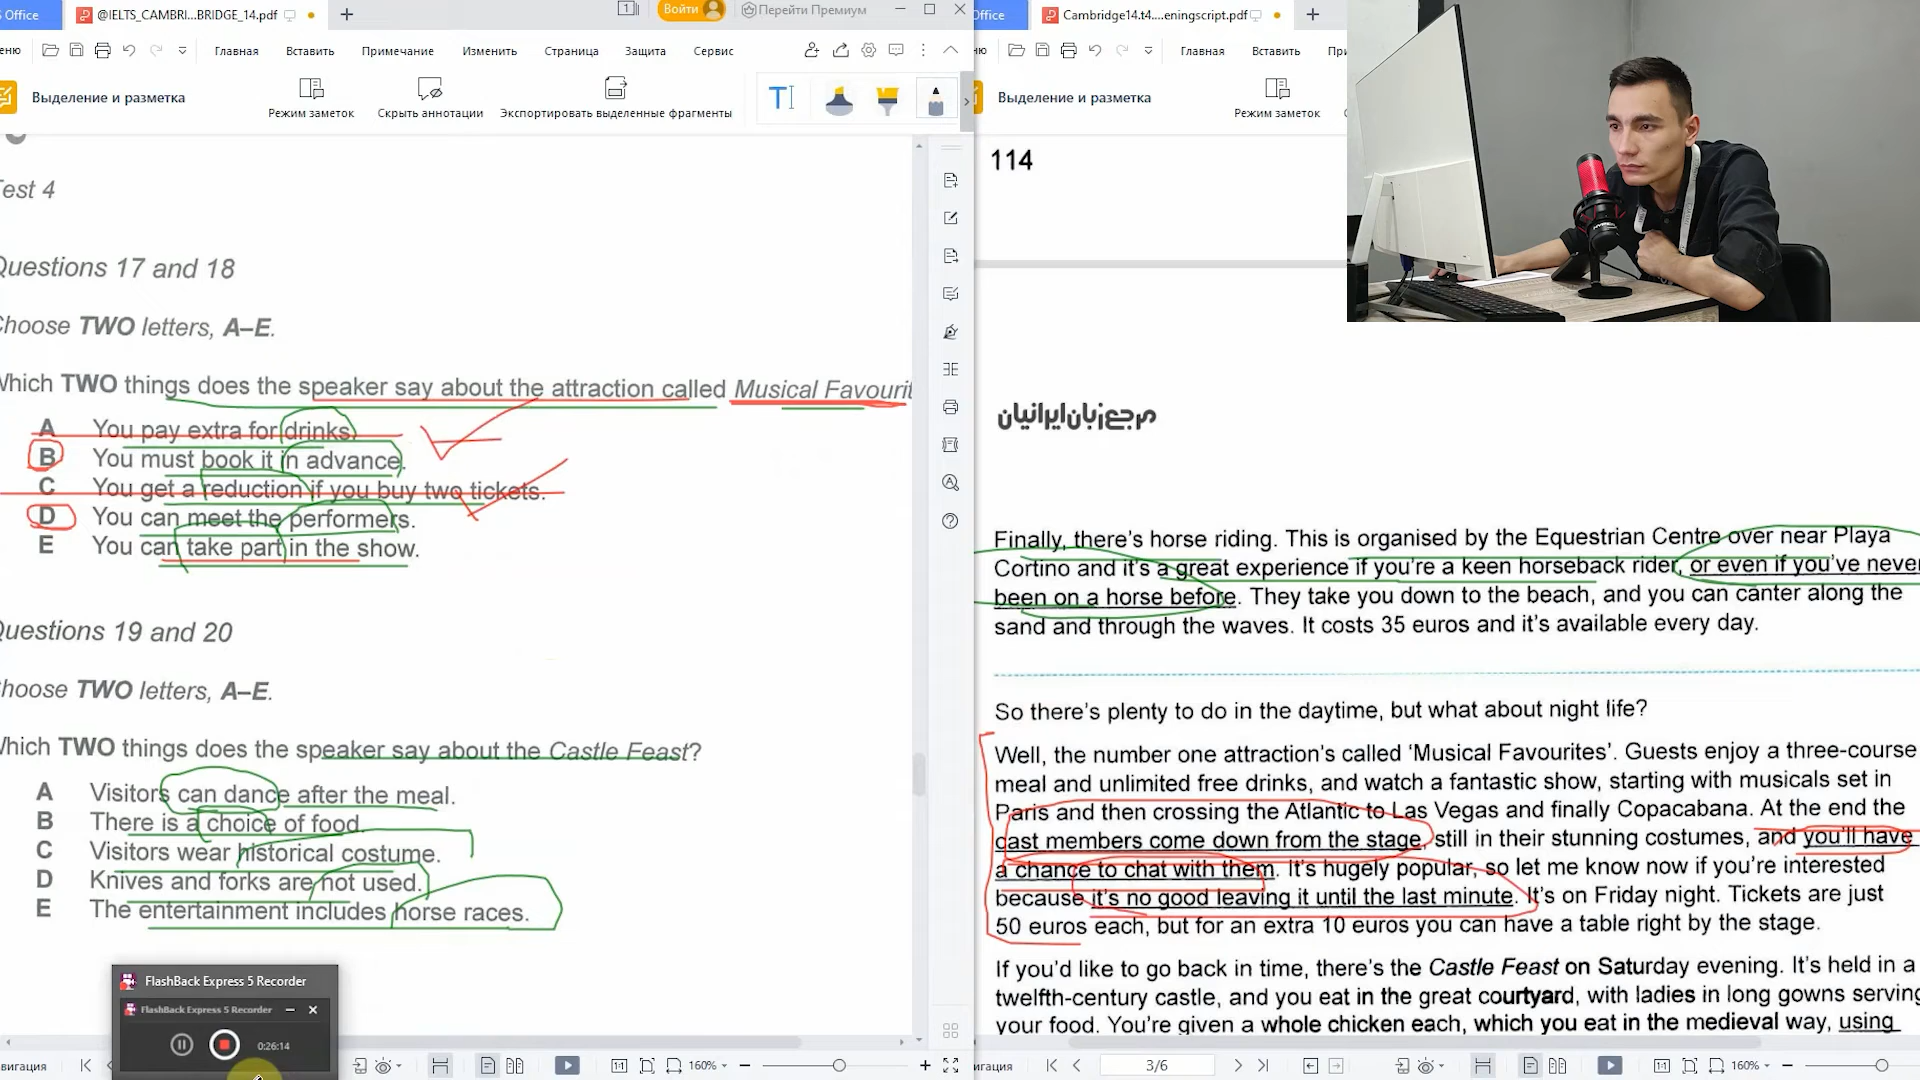 Office
@IELTS_CAMBRI...BRIDGE_14.pdf
Войти
Перейти Премиум
Главная
Вставить
Примечание
Изменить
Страница
Защита
Сервис
Выделение и разметка
Режим заметок
Скрыть аннотации
Экспортировать выделенные фрагменты
est 4
Questions 17 and 18
hoose TWO letters, A–E.
Which TWO things does the speaker say about the attraction called Musical Favourit
A You pay extra for drinks.
B You must book it in advance.
C You get a reduction if you buy two tickets.
D You can meet the performers.
E You can take part in the show.
Questions 19 and 20
hoose TWO letters, A–E.
Which TWO things does the speaker say about the Castle Feast?
A Visitors can dance after the meal.
B There is a choice of food.
C Visitors wear historical costume.
D Knives and forks are not used.
E The entertainment includes horse races.
FlashBack Express 5 Recorder
FlashBack Express 5 Recorder
0:26:14
вигация
160%
Office
Cambridge14.t4....eningscript.pdf
Главная
Вставить
Выделение и разметка
Режим заметок
114
مرجع زبان ایرانیان
Finally, there's horse riding. This is organised by the Equestrian Centre over near Playa
Cortino and it's a great experience if you're a keen horseback rider, or even if you've never
been on a horse before. They take you down to the beach, and you can canter along the
sand and through the waves. It costs 35 euros and it's available every day.
So there's plenty to do in the daytime, but what about night life?
Well, the number one attraction's called 'Musical Favourites'. Guests enjoy a three-course
meal and unlimited free drinks, and watch a fantastic show, starting with musicals set in
Paris and then crossing the Atlantic to Las Vegas and finally Copacabana. At the end the
cast members come down from the stage, still in their stunning costumes, and you'll have
a chance to chat with them. It's hugely popular, so let me know now if you're interested
because it's no good leaving it until the last minute. It's on Friday night. Tickets are just
50 euros each, but for an extra 10 euros you can have a table right by the stage.
If you'd like to go back in time, there's the Castle Feast on Saturday evening. It's held in a
twelfth-century castle, and you eat in the great courtyard, with ladies in long gowns serving
your food. You're given a whole chicken each, which you eat in the medieval way, using
игация
3/6
160%